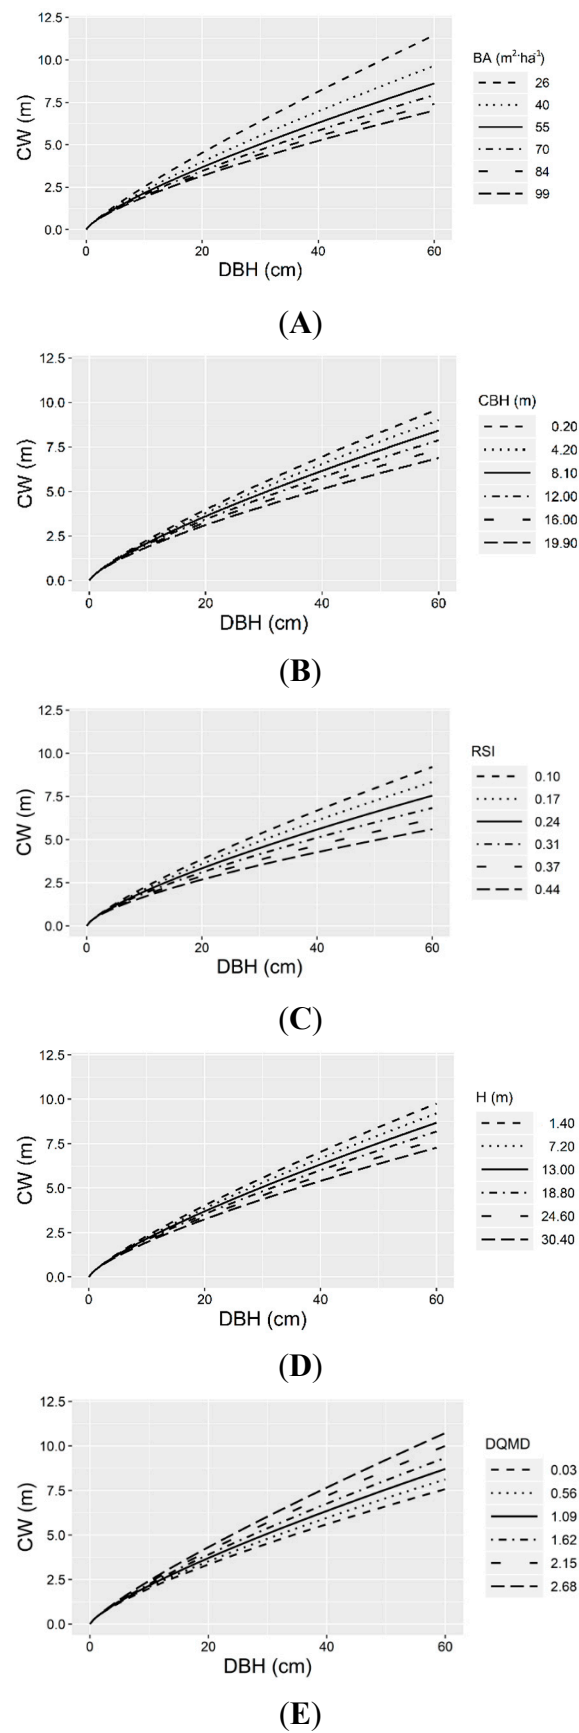 12.5
10.0
7.5
5.0
2.5
0.0
CW (m)
0 20 40 60
DBH (cm)
BA (m²·ha⁻¹)
26
40
55
70
84
99
(A)
12.5
10.0
7.5
5.0
2.5
0.0
CW (m)
0 20 40 60
DBH (cm)
CBH (m)
0.20
4.20
8.10
12.00
16.00
19.90
(B)
12.5
10.0
7.5
5.0
2.5
0.0
CW (m)
0 20 40 60
DBH (cm)
RSI
0.10
0.17
0.24
0.31
0.37
0.44
(C)
12.5
10.0
7.5
5.0
2.5
0.0
CW (m)
0 20 40 60
DBH (cm)
H (m)
1.40
7.20
13.00
18.80
24.60
30.40
(D)
12.5
10.0
7.5
5.0
2.5
0.0
CW (m)
0 20 40 60
DBH (cm)
DQMD
0.03
0.56
1.09
1.62
2.15
2.68
(E)